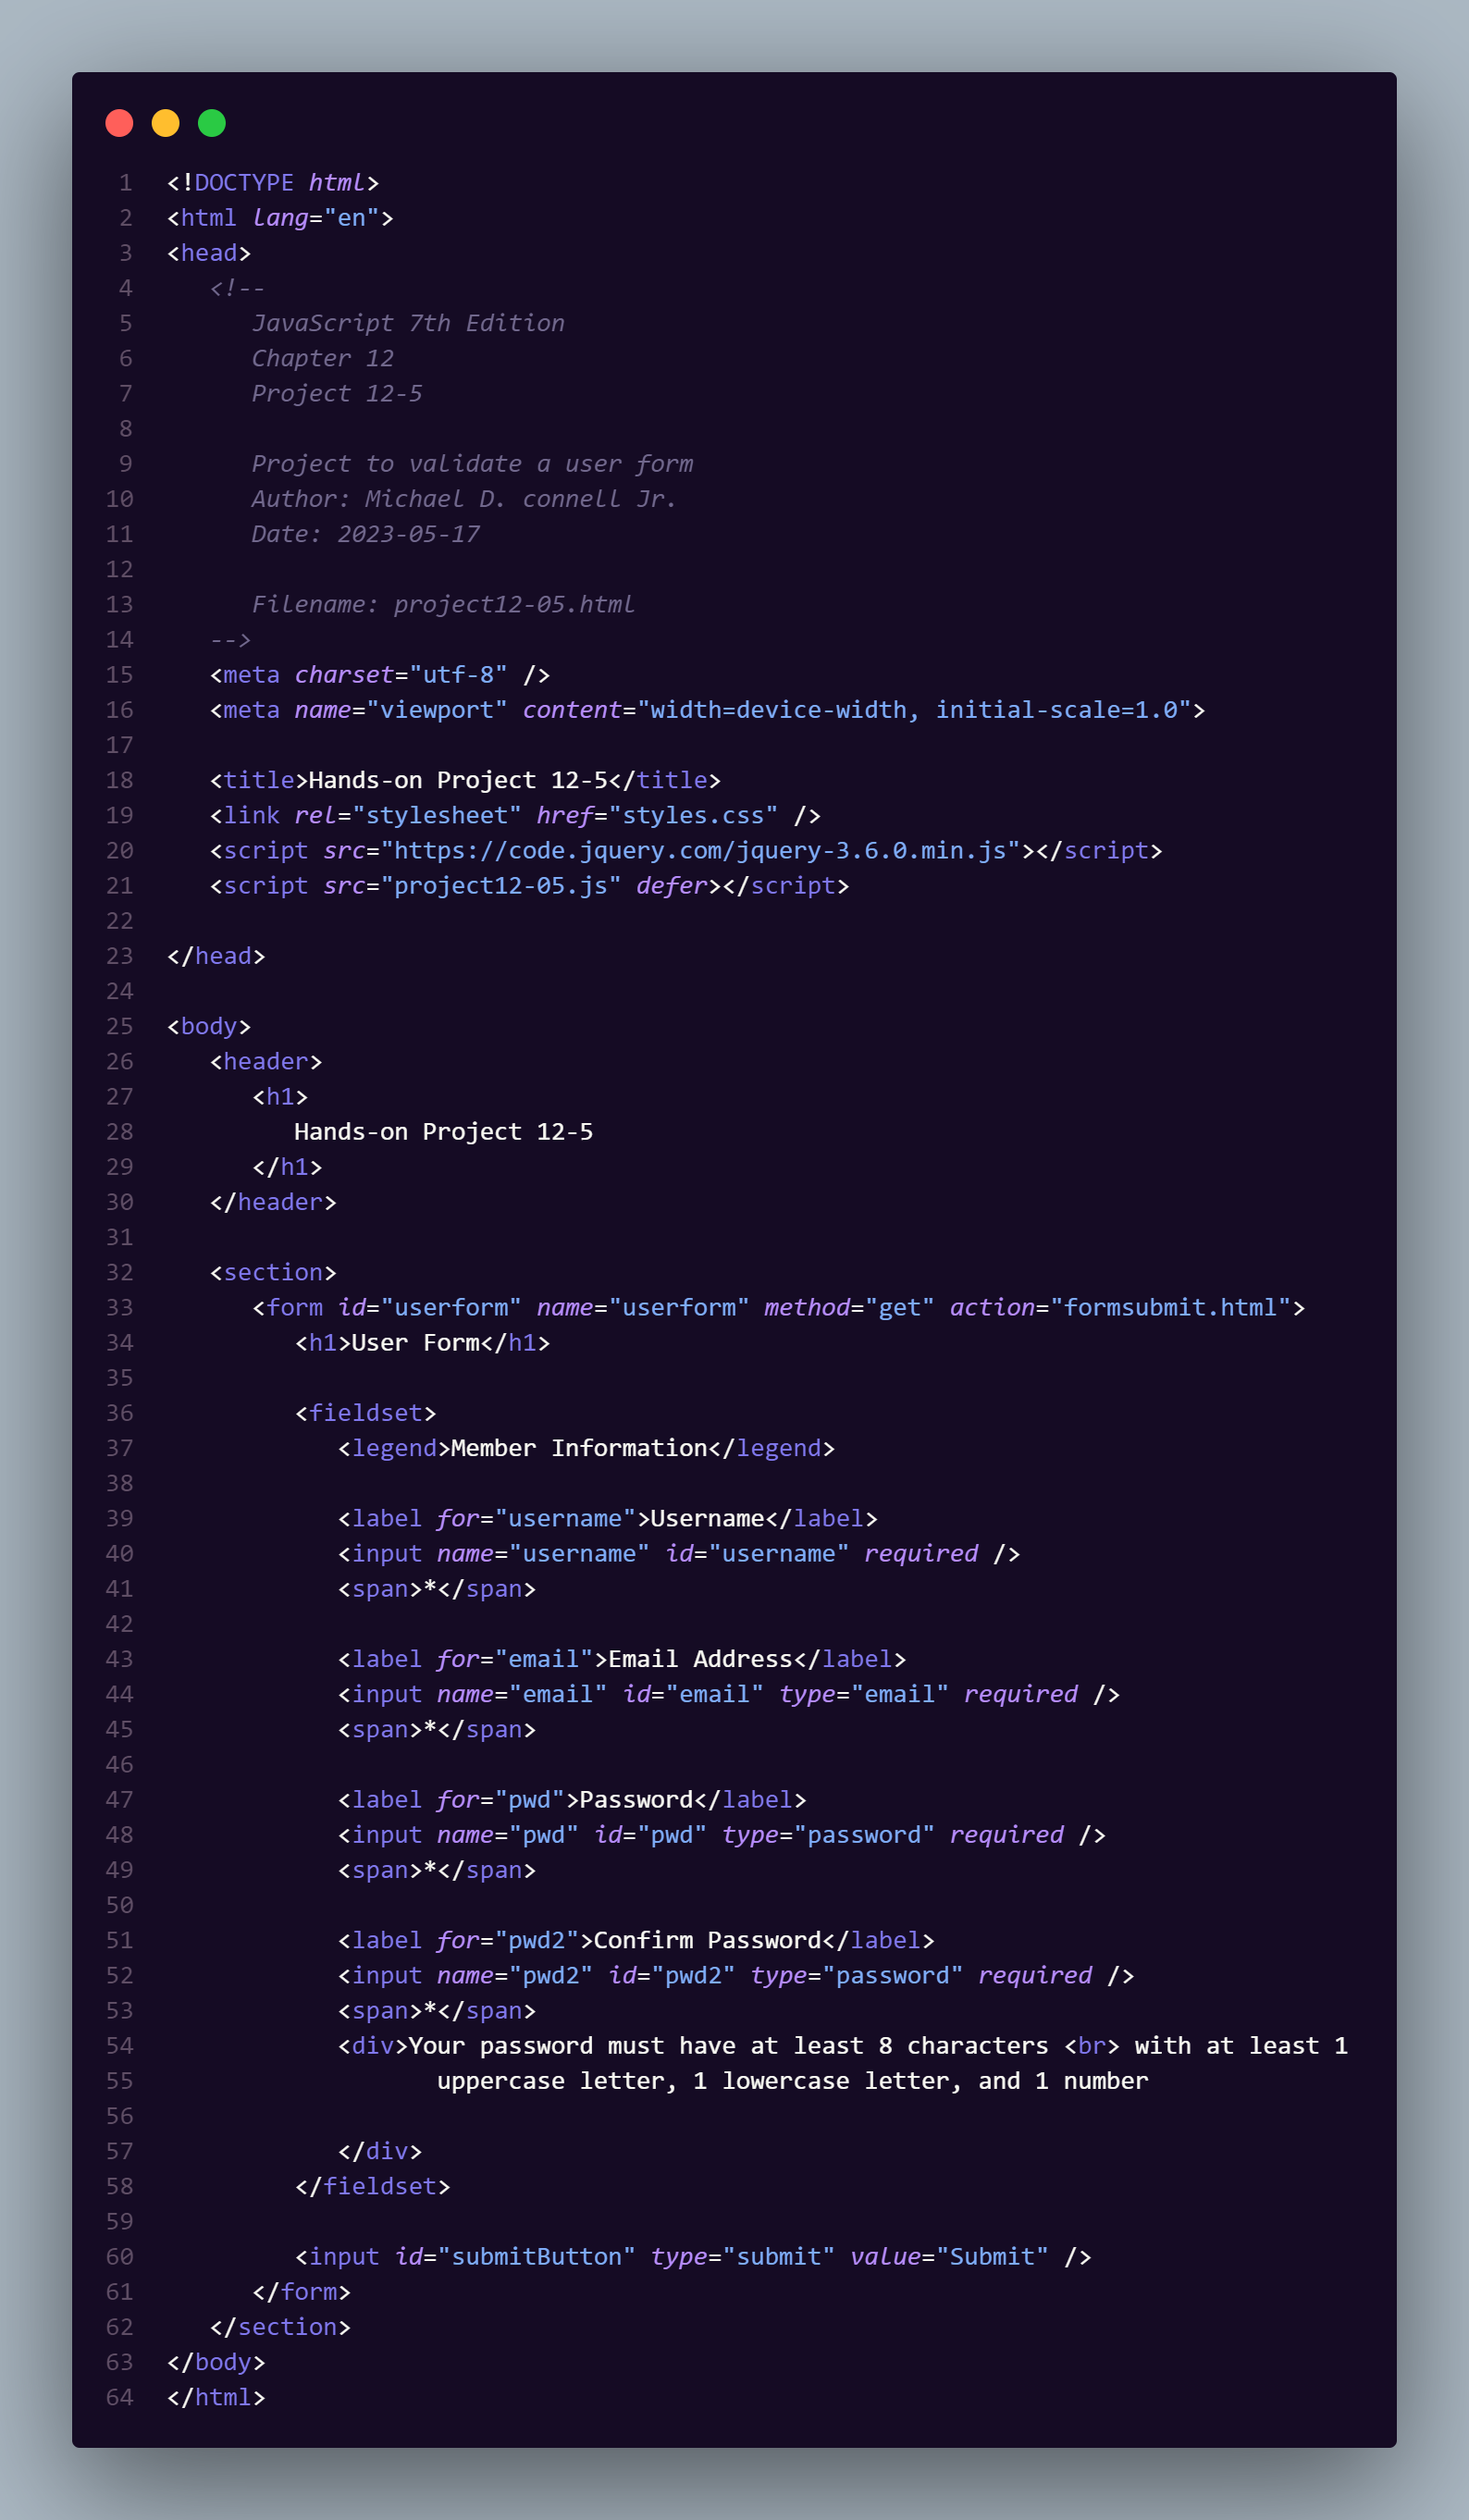 1 <!DOCTYPE html>
2 <html lang="en">
3 <head>
4    <!--
5       JavaScript 7th Edition
6       Chapter 12
7       Project 12-5
8
9       Project to validate a user form
10       Author: Michael D. connell Jr.
11       Date: 2023-05-17
12
13       Filename: project12-05.html
14    -->
15    <meta charset="utf-8" />
16    <meta name="viewport" content="width=device-width, initial-scale=1.0">
17
18    <title>Hands-on Project 12-5</title>
19    <link rel="stylesheet" href="styles.css" />
20    <script src="https://code.jquery.com/jquery-3.6.0.min.js"></script>
21    <script src="project12-05.js" defer></script>
22
23 </head>
24
25 <body>
26    <header>
27       <h1>
28          Hands-on Project 12-5
29       </h1>
30    </header>
31
32    <section>
33       <form id="userform" name="userform" method="get" action="formsubmit.html">
34          <h1>User Form</h1>
35
36          <fieldset>
37             <legend>Member Information</legend>
38
39             <label for="username">Username</label>
40             <input name="username" id="username" required />
41             <span>*</span>
42
43             <label for="email">Email Address</label>
44             <input name="email" id="email" type="email" required />
45             <span>*</span>
46
47             <label for="pwd">Password</label>
48             <input name="pwd" id="pwd" type="password" required />
49             <span>*</span>
50
51             <label for="pwd2">Confirm Password</label>
52             <input name="pwd2" id="pwd2" type="password" required />
53             <span>*</span>
54             <div>Your password must have at least 8 characters <br> with at least 1
55                    uppercase letter, 1 lowercase letter, and 1 number
56
57             </div>
58          </fieldset>
59
60          <input id="submitButton" type="submit" value="Submit" />
61       </form>
62    </section>
63 </body>
64 </html>